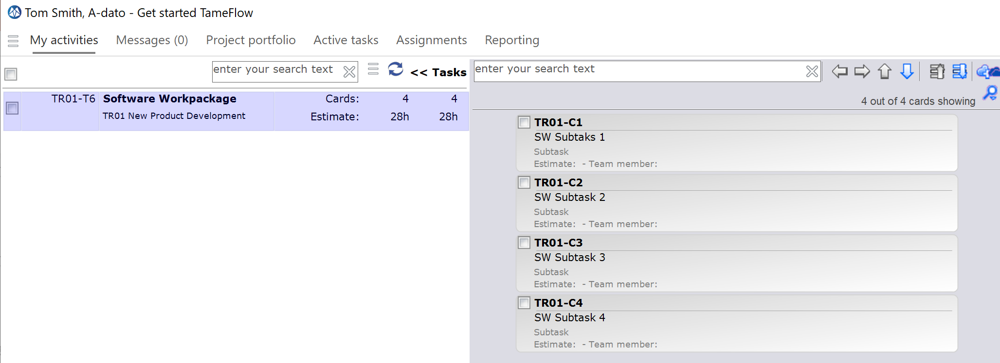 Tom Smith, A-dato - Get started TameFlow
My activities Messages (0) Project portfolio Active tasks Assignments Reporting
enter your search text << Tasks
TR01-T6 Software Workpackage Cards: 4 4
TR01 New Product Development Estimate: 28h 28h
enter your search text
4 out of 4 cards showing
TR01-C1
SW Subtaks 1
Subtask
Estimate: - Team member:
TR01-C2
SW Subtask 2
Subtask
Estimate: - Team member:
TR01-C3
SW Subtask 3
Subtask
Estimate: - Team member:
TR01-C4
SW Subtask 4
Subtask
Estimate: - Team member: